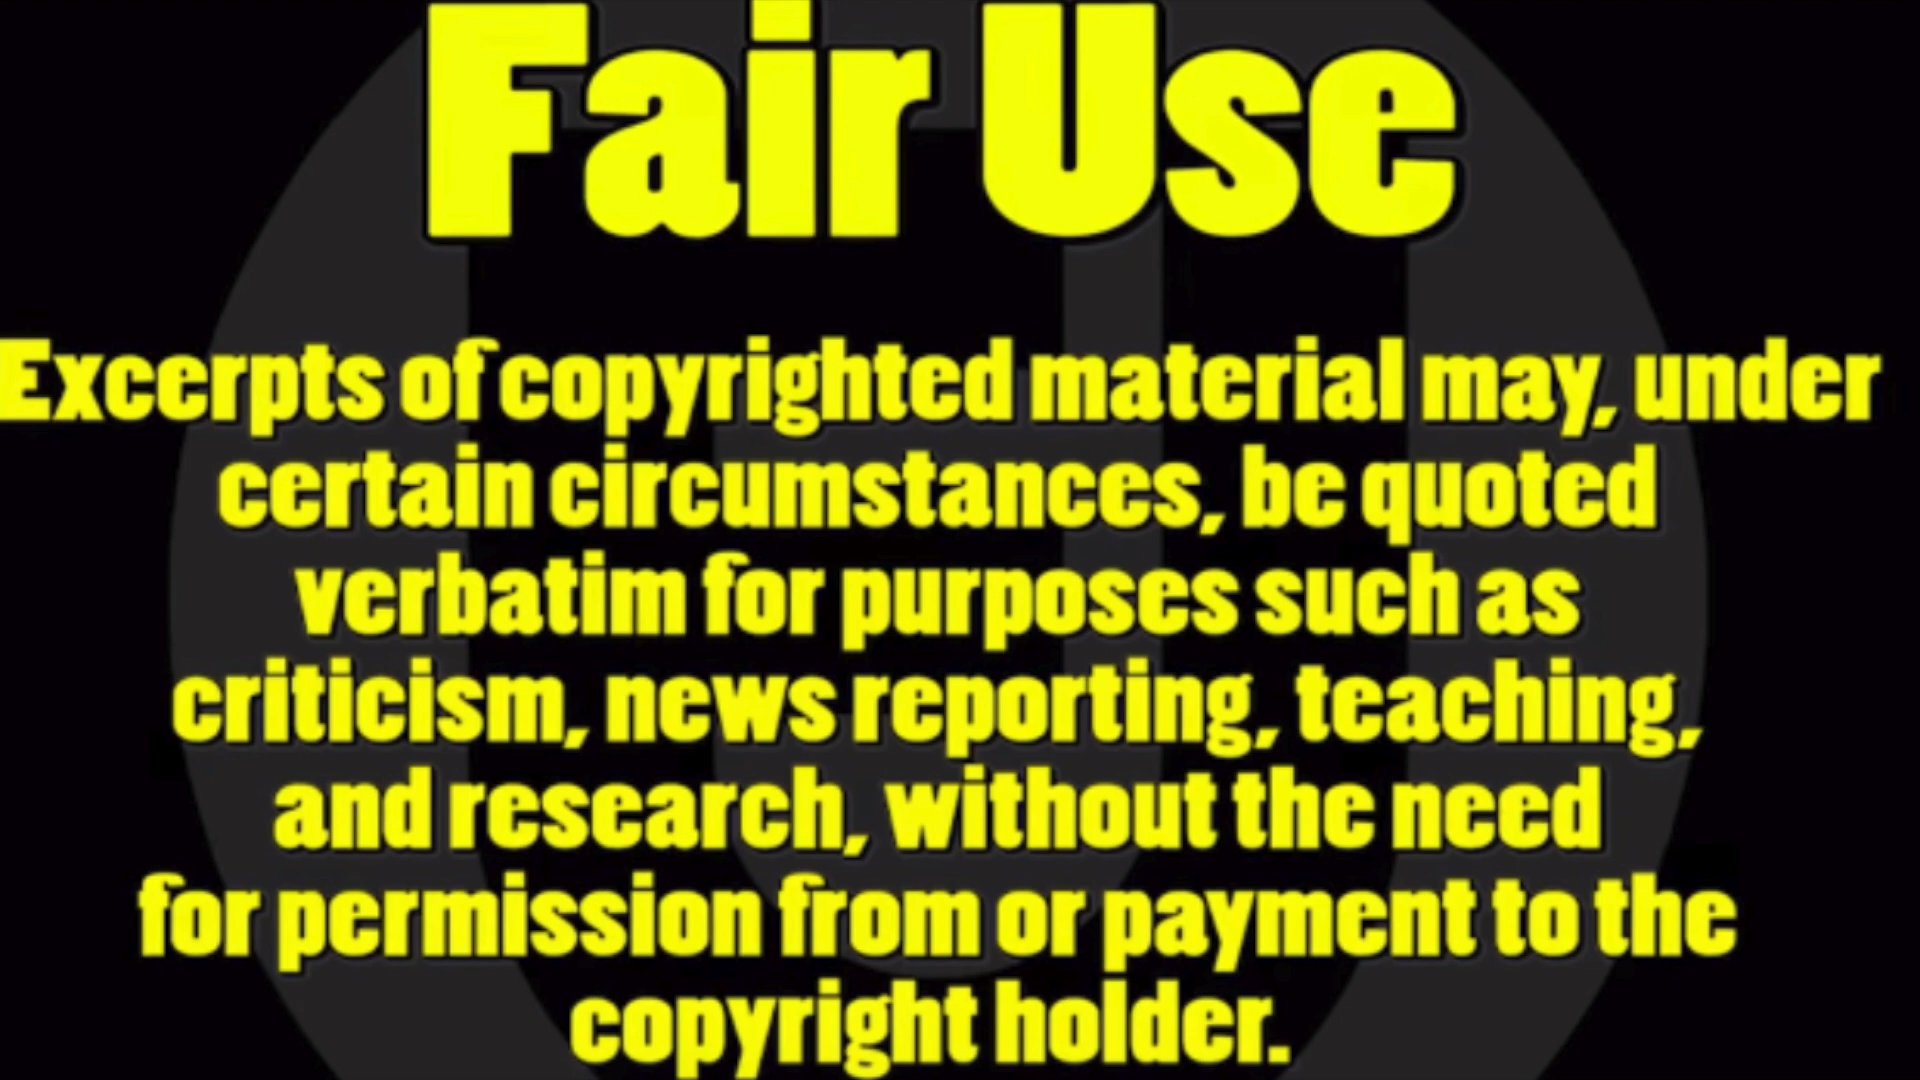 Fair Use
Excerpts of copyrighted material may, under
certain circumstances, be quoted
verbatim for purposes such as
criticism, news reporting, teaching,
and research, without the need
for permission from or payment to the
copyright holder.